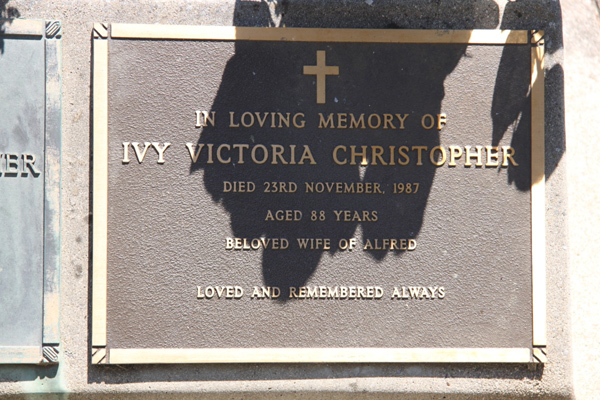 IN LOVING MEMORY OF
IVY VICTORIA CHRISTOPHER
DIED 23RD NOVEMBER, 1987
AGED 88 YEARS
BELOVED WIFE OF ALFRED
LOVED AND REMEMBERED ALWAYS